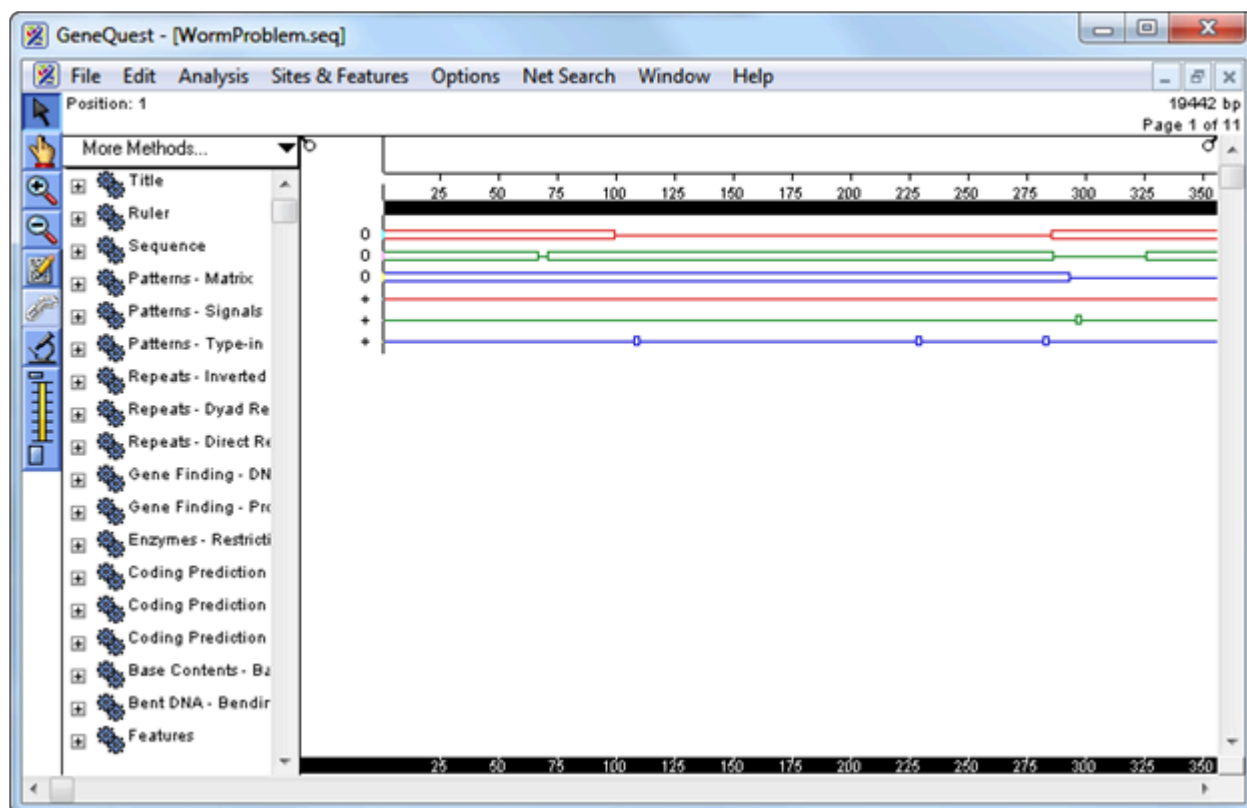 GeneQuest - [WormProblem.seq]
File Edit Analysis Sites & Features Options Net Search Window Help
Position: 1
19442 bp
Page 1 of 11
More Methods...
Title
Ruler
Sequence
Patterns - Matrix
Patterns - Signals
Patterns - Type-in
Repeats - Inverted
Repeats - Dyad Re
Repeats - Direct Re
Gene Finding - DN
Gene Finding - Pro
Enzymes - Restricti
Coding Prediction
Coding Prediction
Coding Prediction
Base Contents - Ba
Bent DNA - Bendin
Features
25 50 75 100 125 150 175 200 225 250 275 300 325 350
0
0
0
+
+
+
25 50 75 100 125 150 175 200 225 250 275 300 325 350